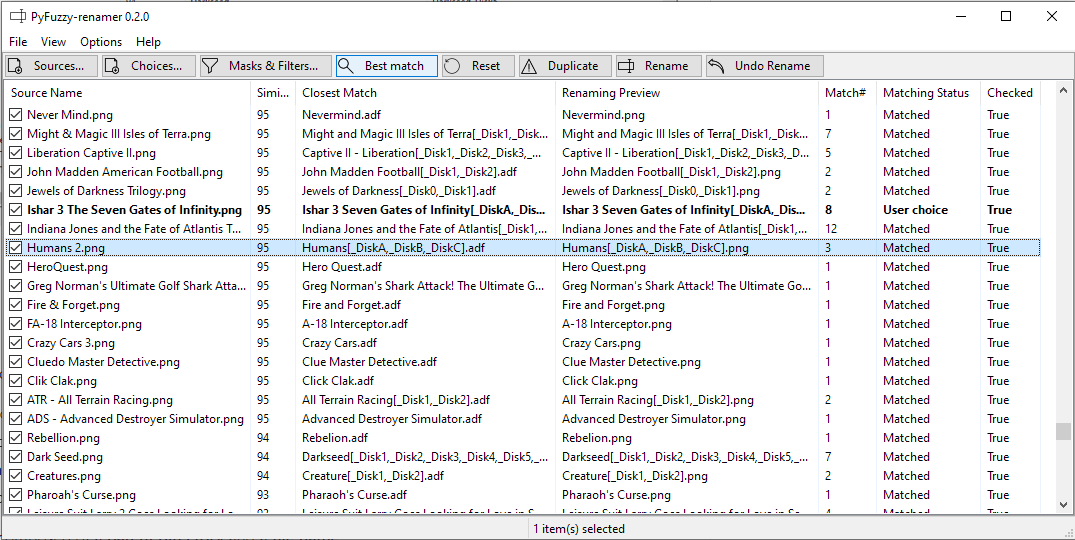 PyFuzzy-renamer 0.2.0
File View Options Help
Sources... Choices... Masks & Filters... Best match Reset Duplicate Rename Undo Rename
Source Name Simi... Closest Match Renaming Preview Match# Matching Status Checked
Never Mind.png 95 Nevermind.adf Nevermind.png 1 Matched True
Might & Magic III Isles of Terra.png 95 Might and Magic III Isles of Terra[_Disk1,_Disk... Might and Magic III Isles of Terra[_Disk1,_Disk... 7 Matched True
Liberation Captive II.png 95 Captive II - Liberation[_Disk1,_Disk2,_Disk3,_... Captive II - Liberation[_Disk1,_Disk2,_Disk3,_D... 5 Matched True
John Madden American Football.png 95 John Madden Football[_Disk1,_Disk2].adf John Madden Football[_Disk1,_Disk2].png 2 Matched True
Jewels of Darkness Trilogy.png 95 Jewels of Darkness[_Disk0,_Disk1].adf Jewels of Darkness[_Disk0,_Disk1].png 2 Matched True
Ishar 3 The Seven Gates of Infinity.png 95 Ishar 3 Seven Gates of Infinity[_DiskA,_Dis... Ishar 3 Seven Gates of Infinity[_DiskA,_Dis... 8 User choice True
Indiana Jones and the Fate of Atlantis T... 95 Indiana Jones and the Fate of Atlantis[_Disk1,... Indiana Jones and the Fate of Atlantis[_Disk1,... 12 Matched True
Humans 2.png 95 Humans[_DiskA,_DiskB,_DiskC].adf Humans[_DiskA,_DiskB,_DiskC].png 3 Matched True
HeroQuest.png 95 Hero Quest.adf Hero Quest.png 1 Matched True
Greg Norman's Ultimate Golf Shark Atta... 95 Greg Norman's Shark Attack! The Ultimate G... Greg Norman's Shark Attack! The Ultimate Go... 1 Matched True
Fire & Forget.png 95 Fire and Forget.adf Fire and Forget.png 1 Matched True
FA-18 Interceptor.png 95 A-18 Interceptor.adf A-18 Interceptor.png 1 Matched True
Crazy Cars 3.png 95 Crazy Cars.adf Crazy Cars.png 1 Matched True
Cluedo Master Detective.png 95 Clue Master Detective.adf Clue Master Detective.png 1 Matched True
Clik Clak.png 95 Click Clak.adf Click Clak.png 1 Matched True
ATR - All Terrain Racing.png 95 All Terrain Racing[_Disk1,_Disk2].adf All Terrain Racing[_Disk1,_Disk2].png 2 Matched True
ADS - Advanced Destroyer Simulator.png 95 Advanced Destroyer Simulator.adf Advanced Destroyer Simulator.png 1 Matched True
Rebellion.png 94 Rebelion.adf Rebelion.png 1 Matched True
Dark Seed.png 94 Darkseed[_Disk1,_Disk2,_Disk3,_Disk4,_Disk5,_... Darkseed[_Disk1,_Disk2,_Disk3,_Disk4,_Disk5,_... 7 Matched True
Creatures.png 94 Creature[_Disk1,_Disk2].adf Creature[_Disk1,_Disk2].png 2 Matched True
Pharoah's Curse.png 93 Pharaoh's Curse.adf Pharaoh's Curse.png 1 Matched True
1 item(s) selected